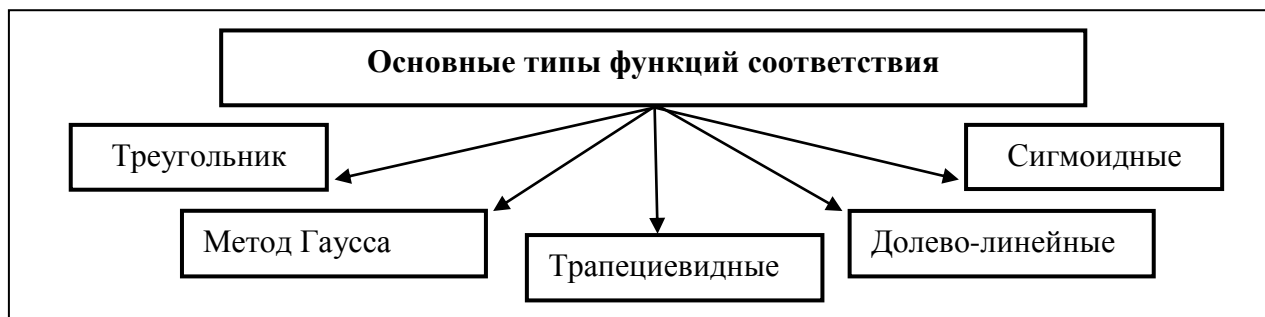 Основные типы функций соответствия
Треугольник
Сигмоидные
Метод Гаусса
Долево-линейные
Трапециевидные